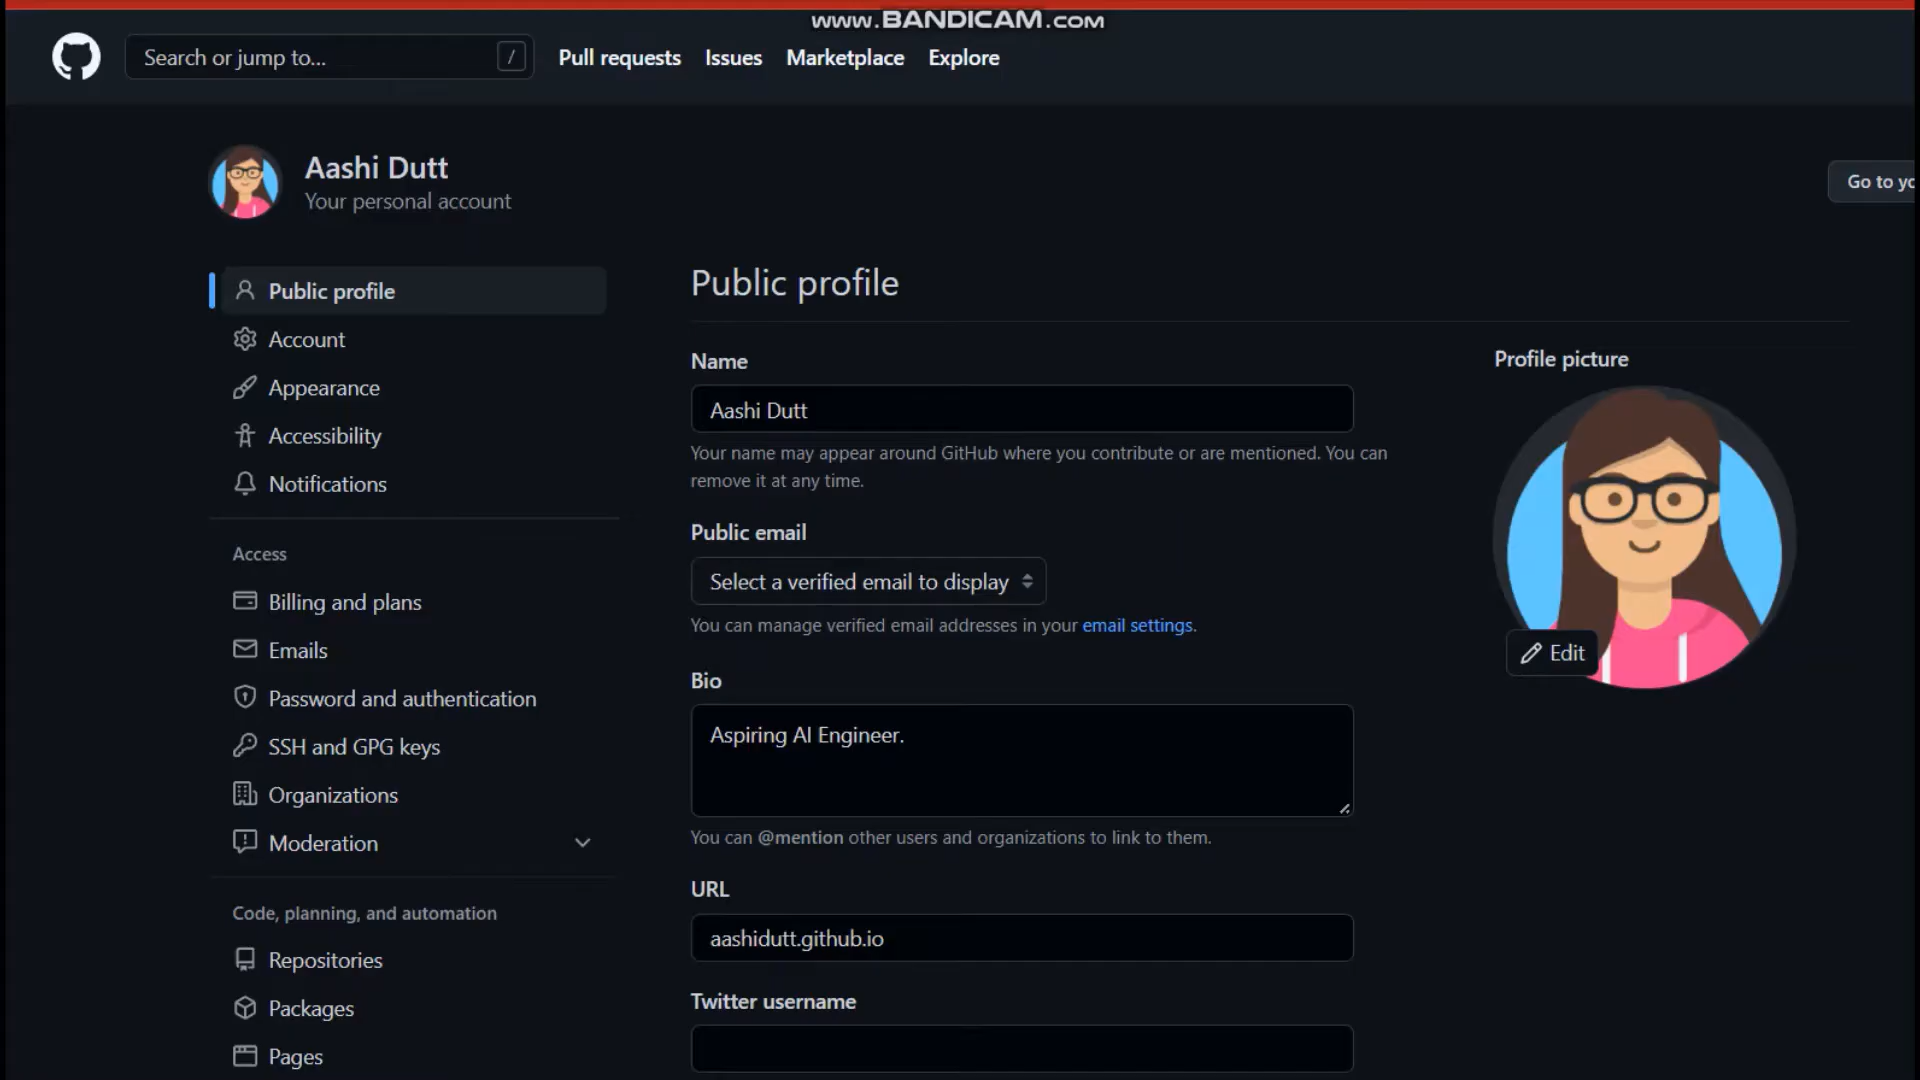 www.BANDICAM.com
Search or jump to... /
Pull requests Issues Marketplace Explore
Aashi Dutt
Your personal account
Go to yo
Public profile
Account
Appearance
Accessibility
Notifications
Access
Billing and plans
Emails
Password and authentication
SSH and GPG keys
Organizations
Moderation
Code, planning, and automation
Repositories
Packages
Pages
Public profile
Name
Aashi Dutt
Your name may appear around GitHub where you contribute or are mentioned. You can
remove it at any time.
Public email
Select a verified email to display
You can manage verified email addresses in your email settings.
Bio
Aspiring AI Engineer.
You can @mention other users and organizations to link to them.
URL
aashidutt.github.io
Twitter username
Profile picture
Edit